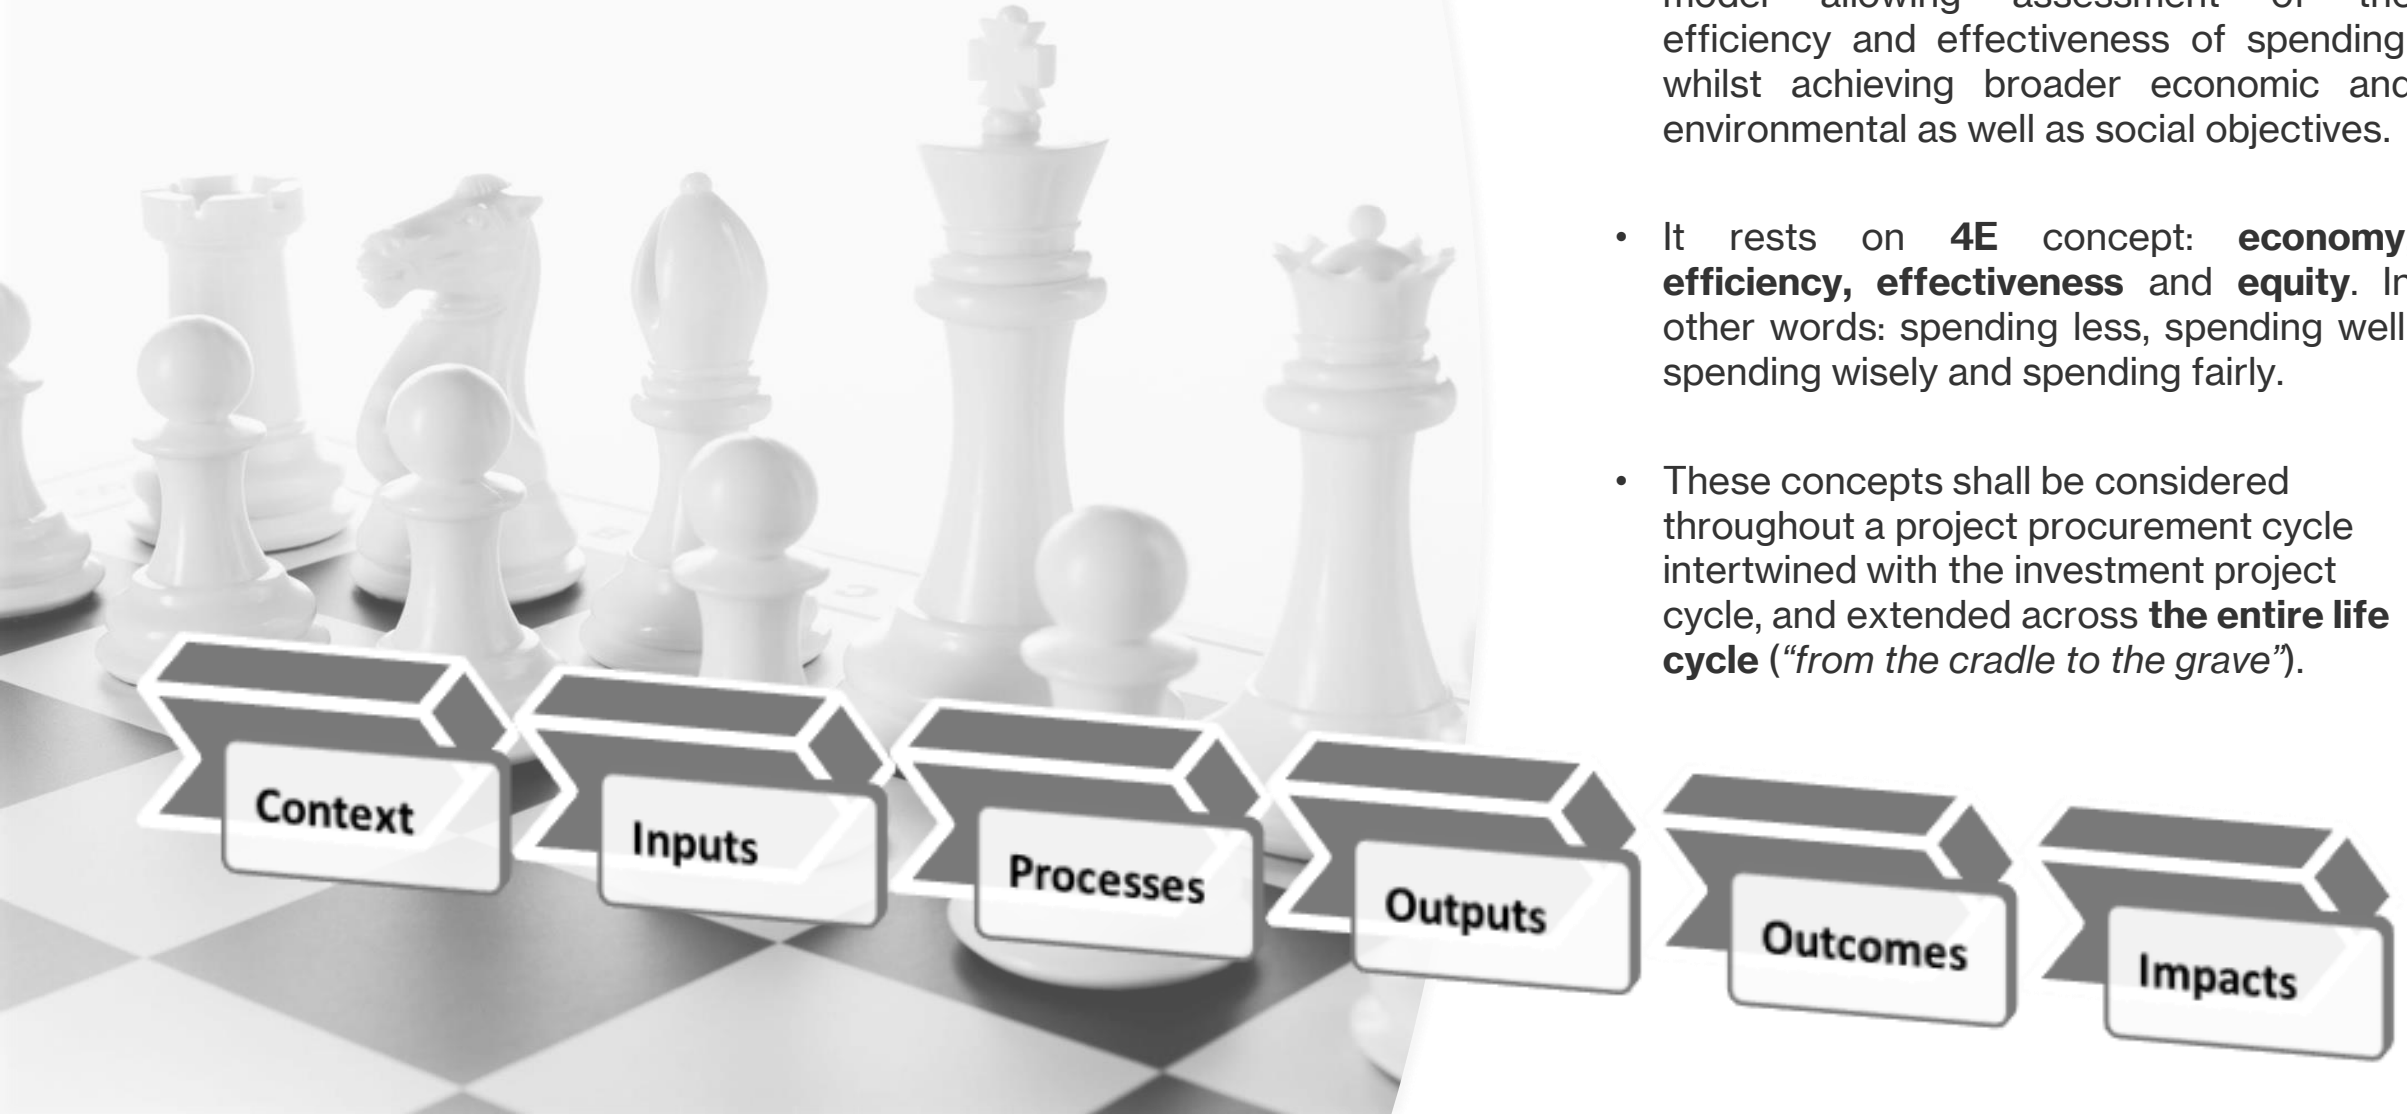 model allowing assessment of the
efficiency and effectiveness of spending
whilst achieving broader economic and
environmental as well as social objectives.
• It rests on 4E concept: economy
efficiency, effectiveness and equity. In
other words: spending less, spending well
spending wisely and spending fairly.
• These concepts shall be considered
throughout a project procurement cycle
intertwined with the investment project
cycle, and extended across the entire life
cycle (“from the cradle to the grave”).
Context
Inputs
Processes
Outputs
Outcomes
Impacts